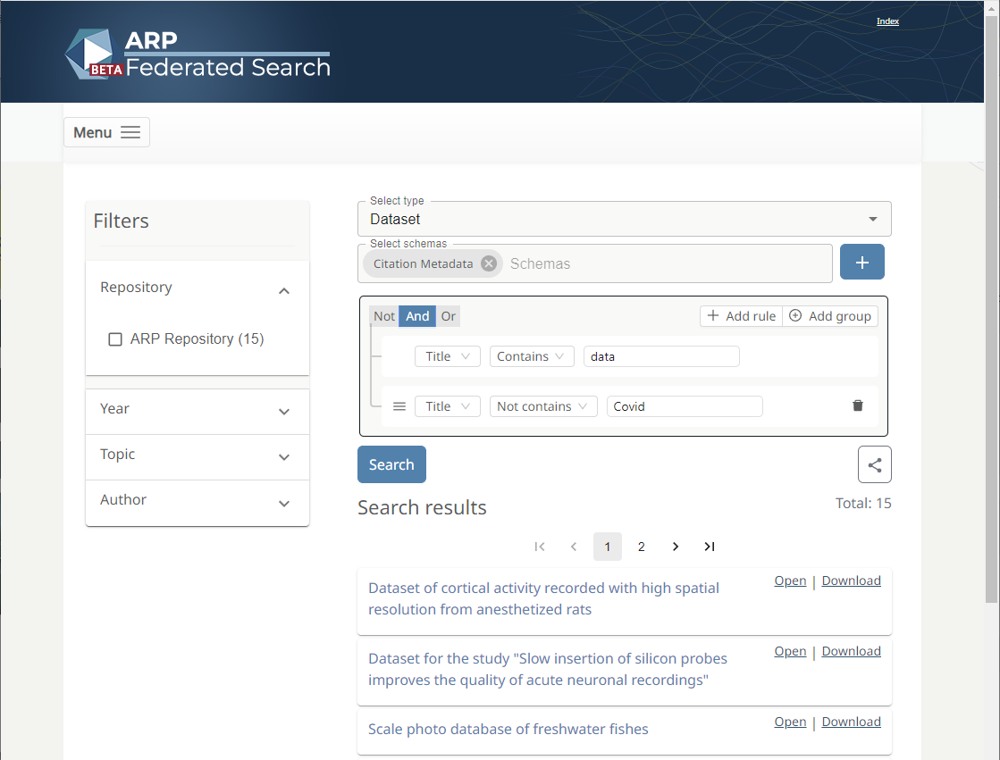 Index
ARP
BETA
Federated Search
Menu
Filters
Repository
ARP Repository (15)
Year
Topic
Author
Select type
Dataset
Select schemas
Citation Metadata
Schemas
Not And Or
Add rule
Add group
Title Contains data
Title Not contains Covid
Search
Search results
Total: 15
1 2
Dataset of cortical activity recorded with high spatial
resolution from anesthetized rats
Open | Download
Dataset for the study "Slow insertion of silicon probes
improves the quality of acute neuronal recordings"
Open | Download
Scale photo database of freshwater fishes
Open | Download